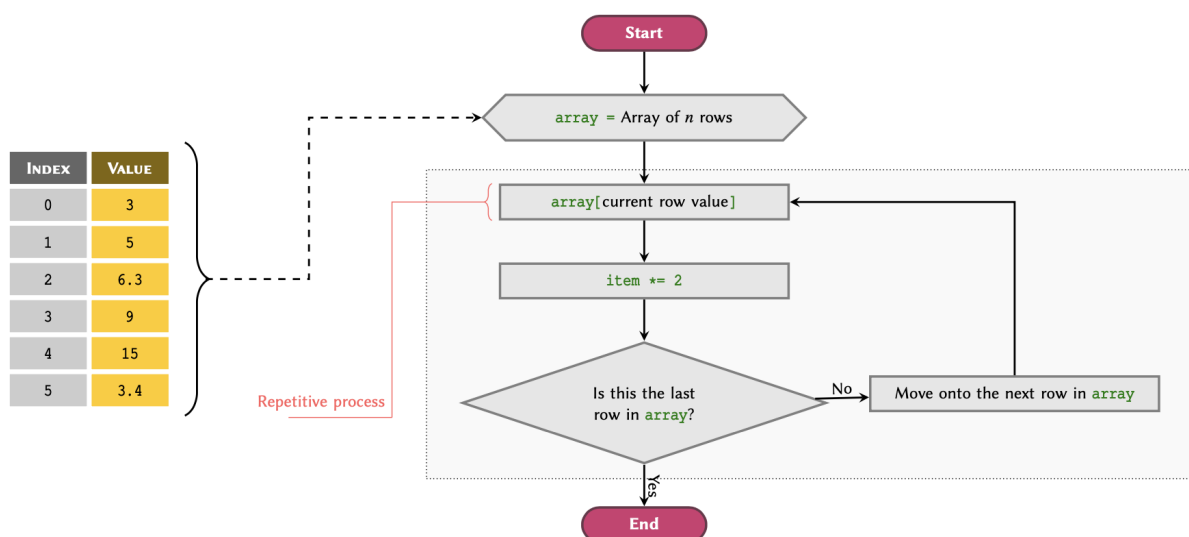 Start
array = Array of n rows
INDEX VALUE
0 3
1 5
2 6.3
3 9
4 15
5 3.4
array[current row value]
item *= 2
Repetitive process
Is this the last
row in array?
No
Move onto the next row in array
Yes
End